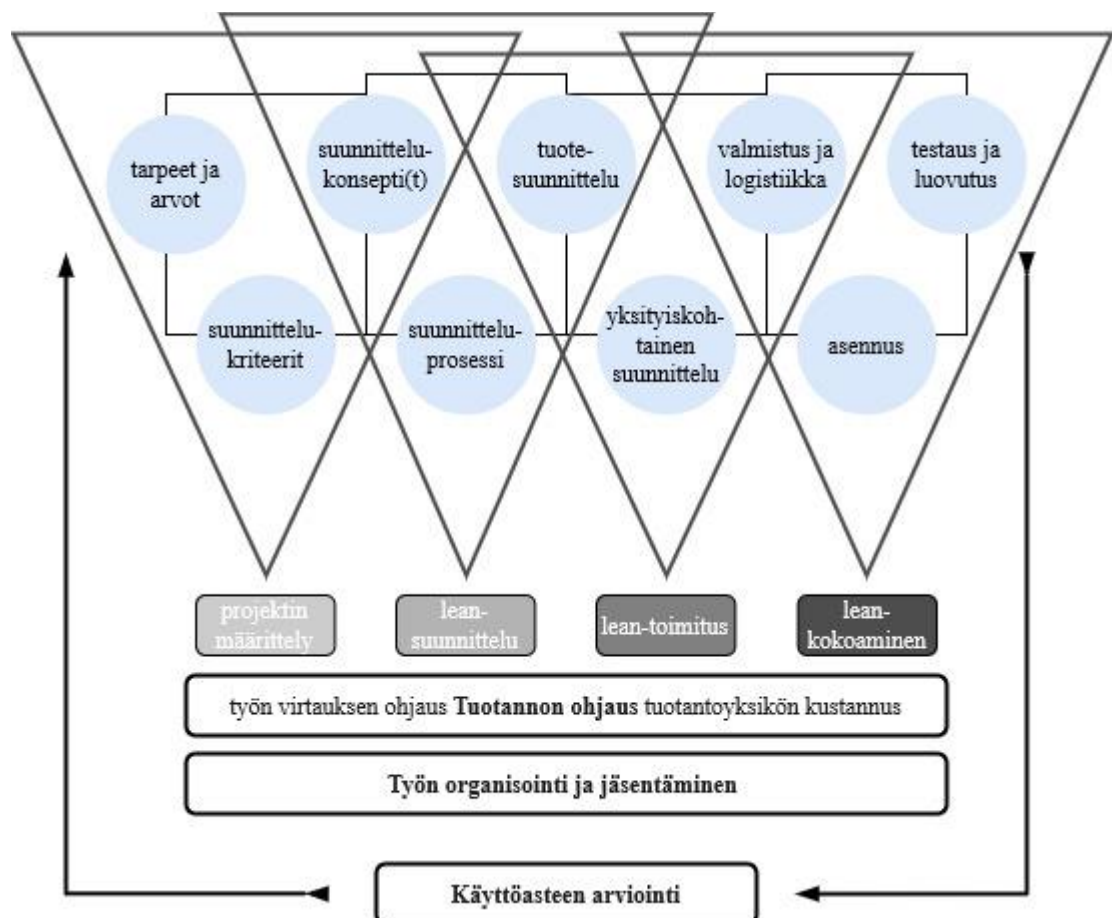 tarpeet ja
arvot
suunnittelu-
konsepti(t)
tuote-
suunnittelu
valmistus ja
logistiikka
testaus ja
luovutus
suunnittelu-
kriteerit
suunnittelu-
prosessi
yksityiskoh-
tainen
suunnittelu
asennus
projektin
määrittely
lean-
suunnittelu
lean-toimitus
lean-
kokoaminen
työn virtauksen ohjaus Tuotannon ohjaus tuotantoyksikön kustannus
Työn organisointi ja jäsentäminen
Käyttöasteen arviointi